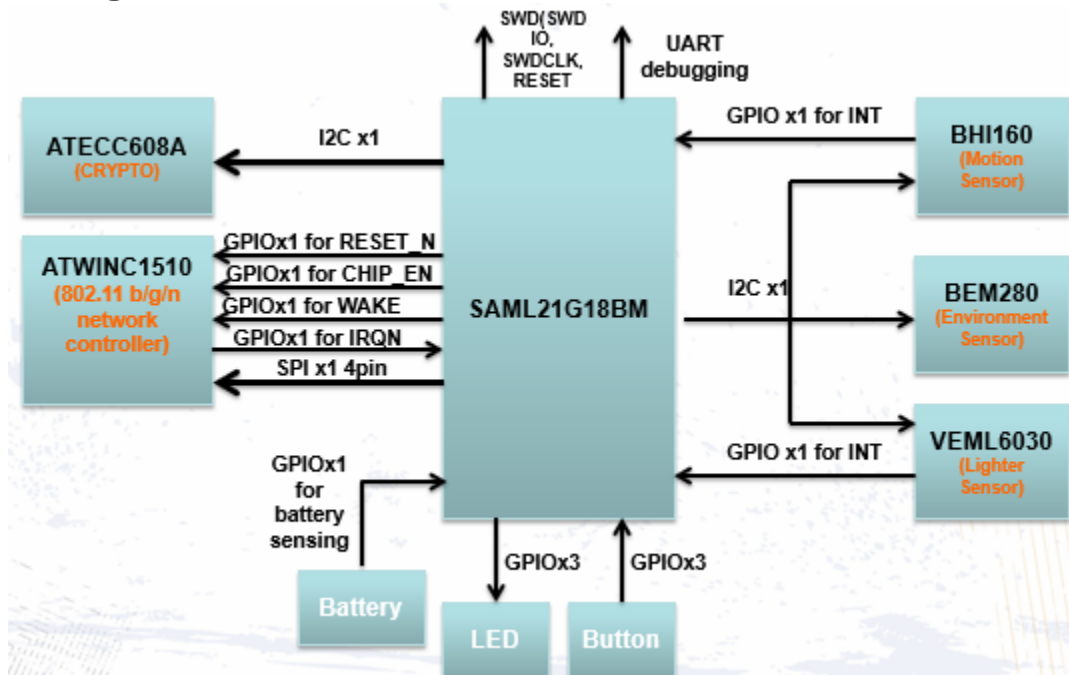 SWD(SWD
IO,
SWDCLK,
RESET
UART
debugging
ATECC608A
(CRYPTO)
I2C x1
GPIO x1 for INT
BHI160
(Motion
Sensor)
ATWINC1510
(802.11 b/g/n
network
controller)
GPIOx1 for RESET_N
GPIOx1 for CHIP_EN
GPIOx1 for WAKE
GPIOx1 for IRQN
SPI x1 4pin
SAML21G18BM
I2C x1
BEM280
(Environment
Sensor)
GPIO x1 for INT
VEML6030
(Lighter
Sensor)
GPIOx1
for
battery
sensing
Battery
GPIOx3
LED
GPIOx3
Button